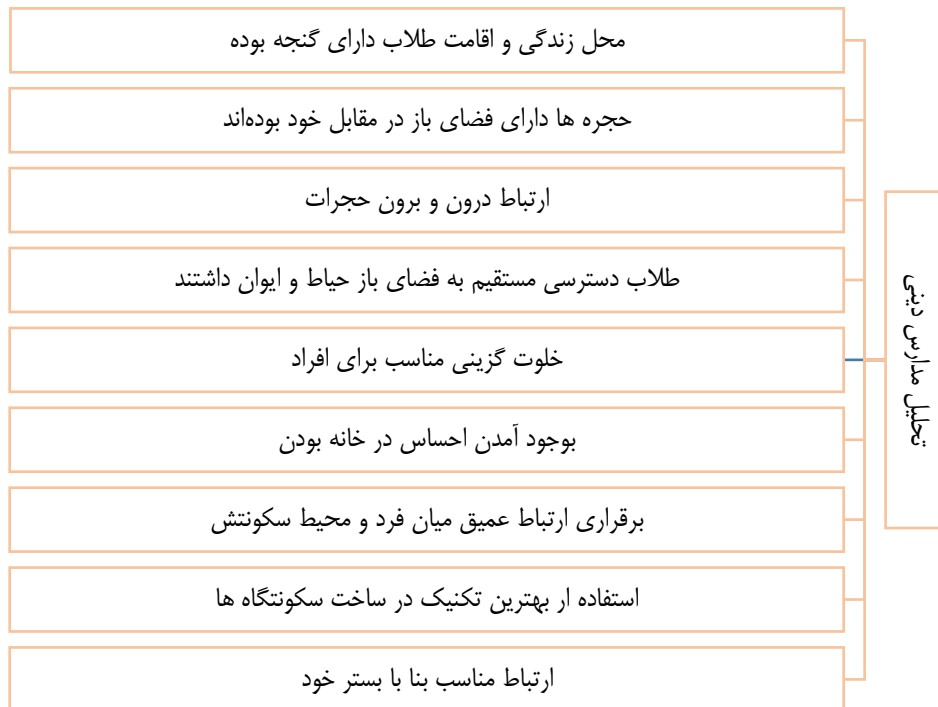 تحلیل مدارس دینی
محل زندگی و اقامت طلاب دارای گنجه بوده
حجره ها دارای فضای باز در مقابل خود بوده‌اند
ارتباط درون و برون حجرات
طلاب دسترسی مستقیم به فضای باز حیاط و ایوان داشتند
خلوت گزینی مناسب برای افراد
بوجود آمدن احساس در خانه بودن
برقراری ارتباط عمیق میان فرد و محیط سکونتش
استفاده ار بهترین تکنیک در ساخت سکونتگاه ها
ارتباط مناسب بنا با بستر خود